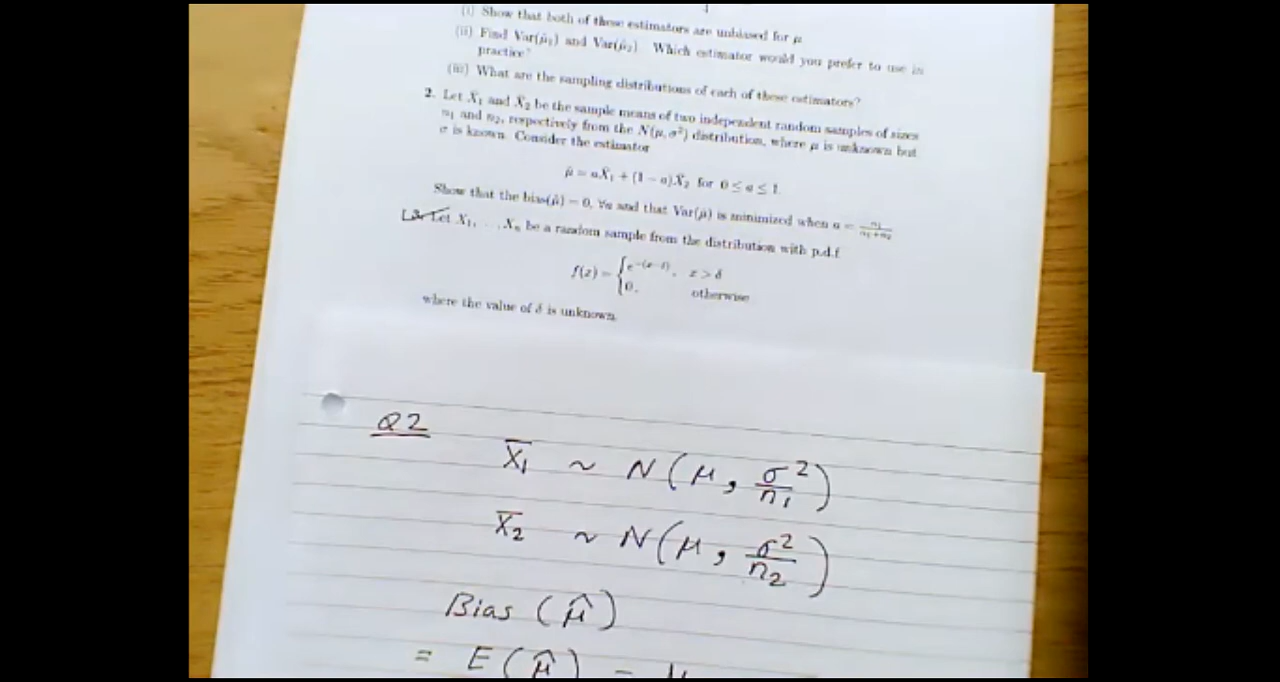 (i) Show that both of these estimators are unbiased for μ
(ii) Find Var(μ̂₁) and Var(μ̂₂) Which estimator would you prefer to use in
practice?
(iii) What are the sampling distributions of each of these estimators?
2. Let X̄₁ and X̄₂ be the sample means of two independent random samples of sizes
n₁ and n₂, respectively from the N(μ, σ²) distribution, where μ is unknown but
σ is known. Consider the estimator
μ̂ = aX̄₁ + (1 − a)X̄₂ for 0 ≤ a ≤ 1.
Show that the bias(μ̂) = 0, ∀a and that Var(μ̂) is minimized when a = n₁/(n₁+n₂)
3. Let X₁, . . . Xₙ be a random sample from the distribution with p.d.f
f(x) = { e^−(x−δ), x > δ
0, otherwise
where the value of δ is unknown.
Q2
X̄₁ ~ N(μ, σ²/n₁)
X̄₂ ~ N(μ, σ²/n₂)
Bias (μ̂)
= E(μ̂) − μ